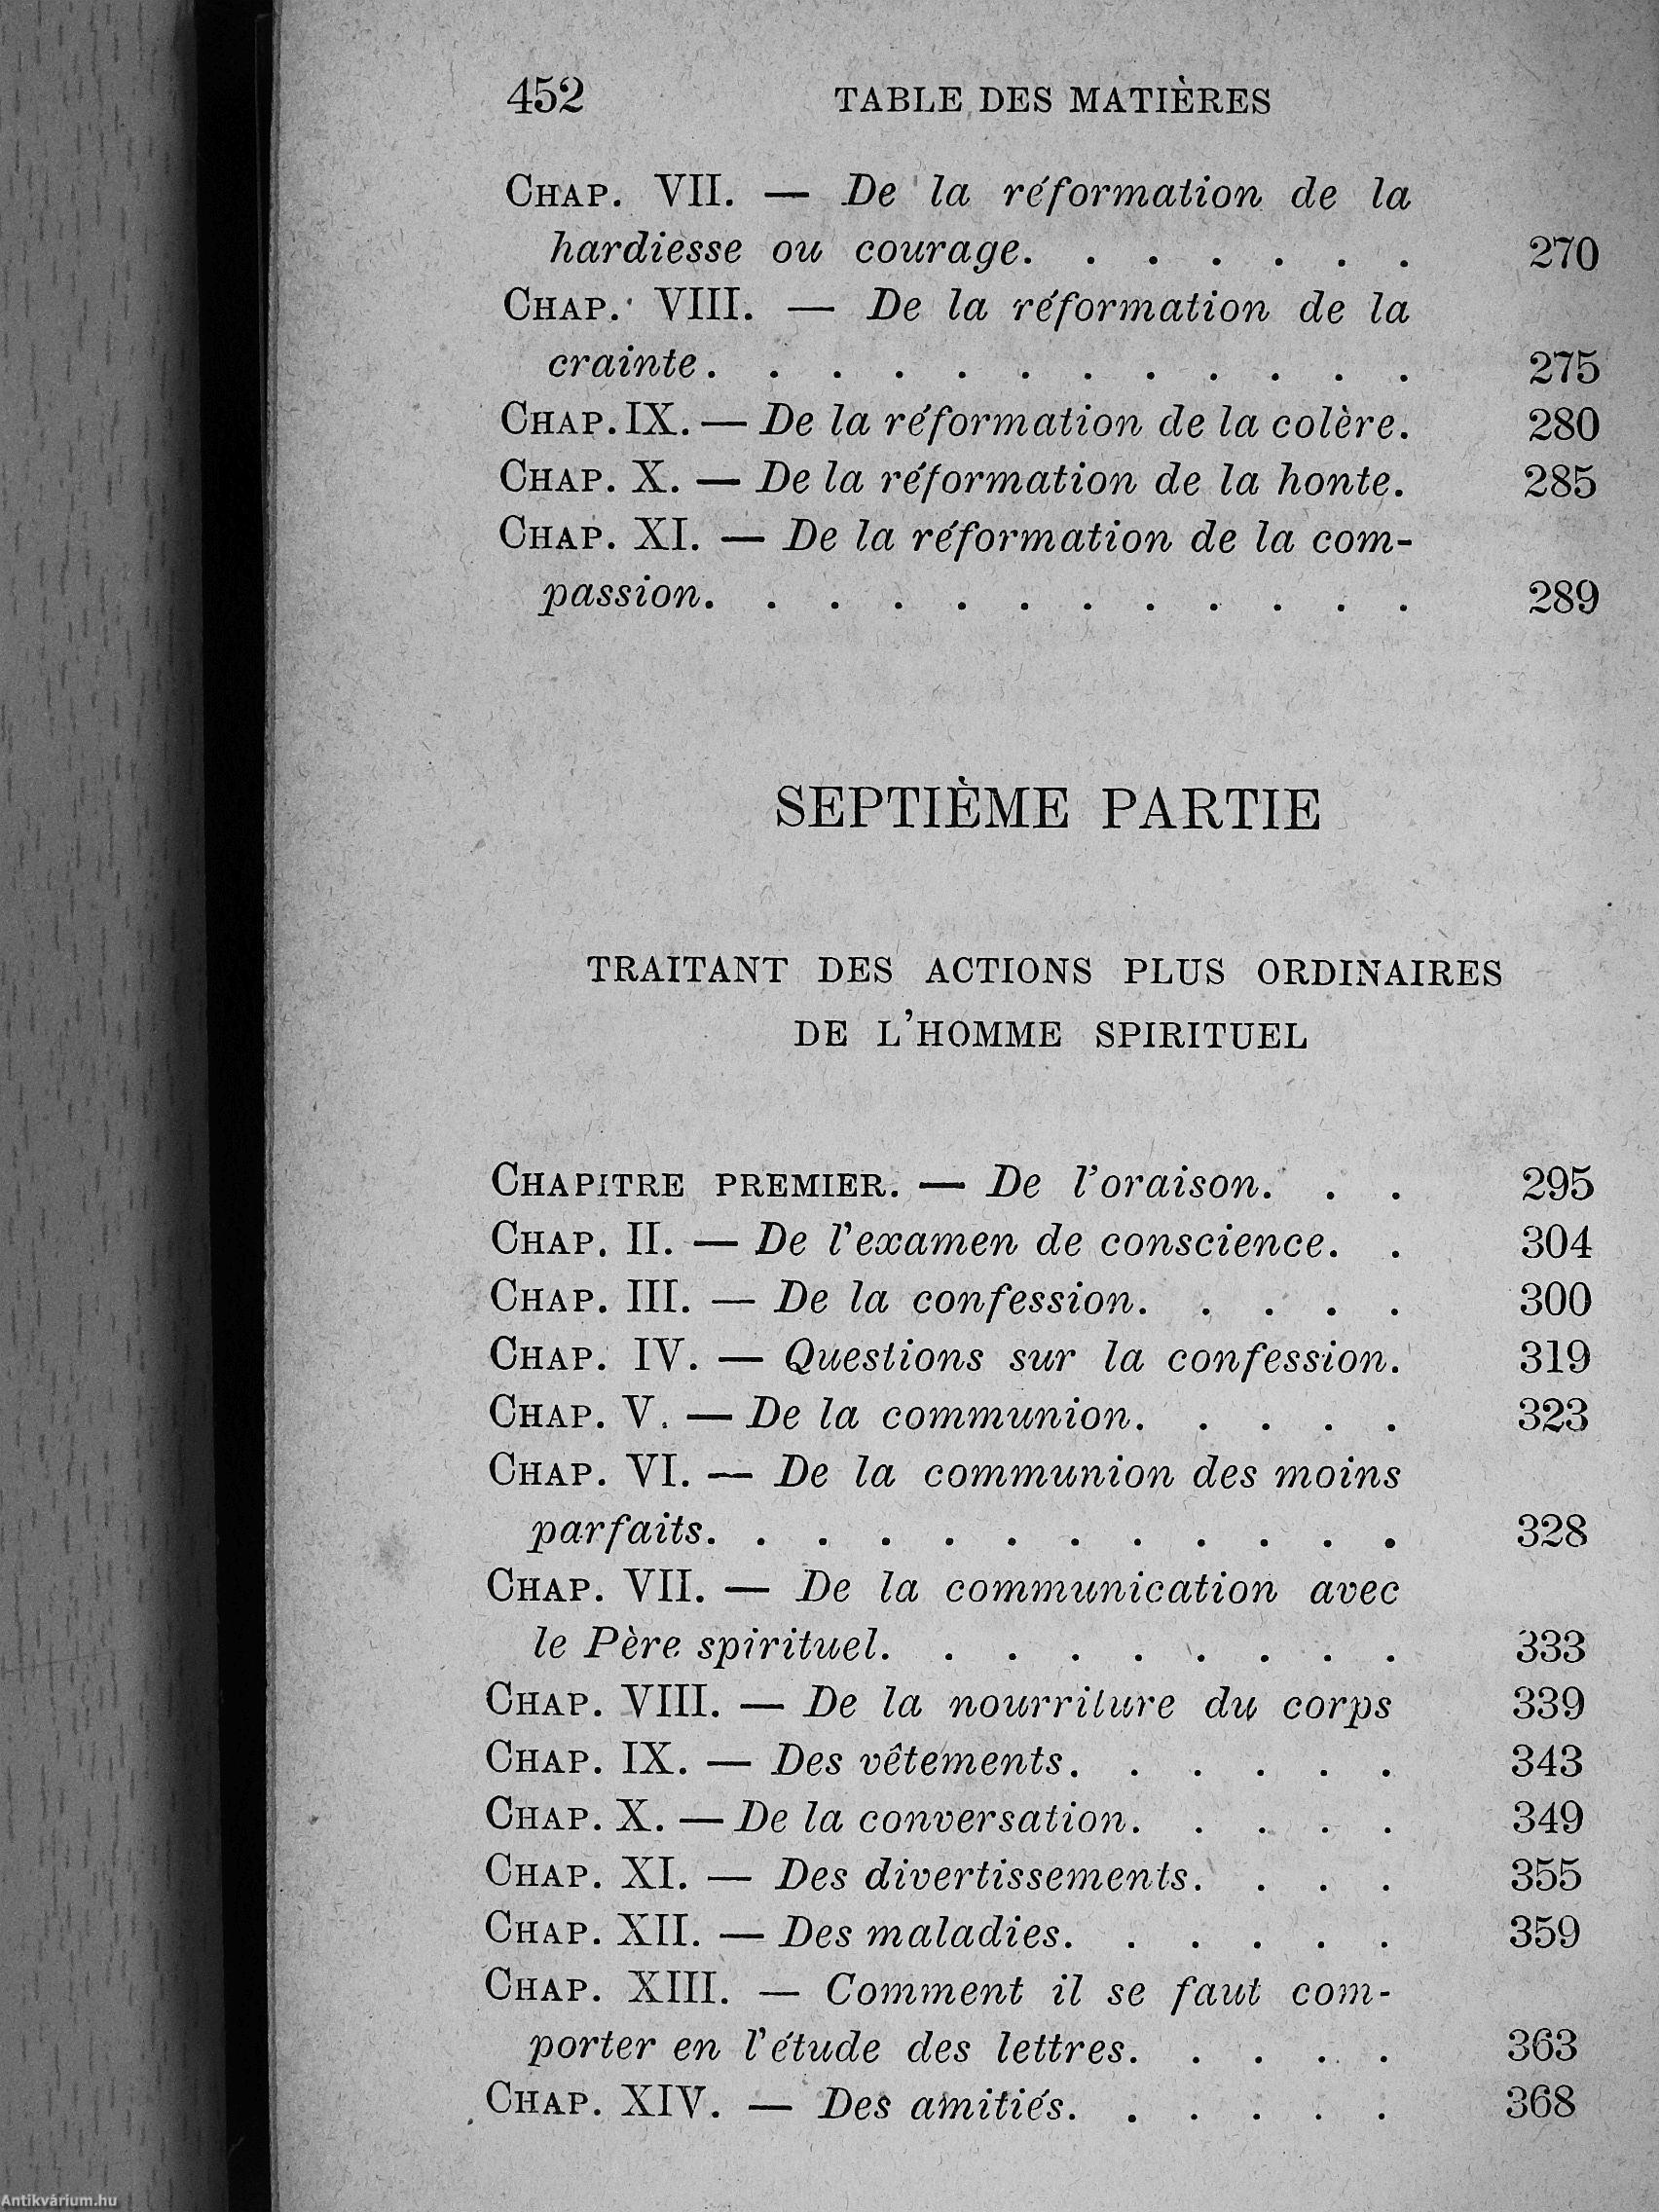 452 TABLE DES MATIÈRES
CHAP. VII. — De la réformation de la
hardiesse ou courage. . . . . . . 270
CHAP. VIII. — De la réformation de la
crainte. . . . . . . . . . . . 275
CHAP. IX. — De la réformation de la colère. 280
CHAP. X. — De la réformation de la honte. 285
CHAP. XI. — De la réformation de la com-
passion. . . . . . . . . . . . 289
SEPTIÈME PARTIE
TRAITANT DES ACTIONS PLUS ORDINAIRES
DE L'HOMME SPIRITUEL
CHAPITRE PREMIER. — De l'oraison. . . 295
CHAP. II. — De l'examen de conscience. . 304
CHAP. III. — De la confession. . . . . 300
CHAP. IV. — Questions sur la confession. 319
CHAP. V. — De la communion. . . . . 323
CHAP. VI. — De la communion des moins
parfaits. . . . . . . . . . . . 328
CHAP. VII. — De la communication avec
le Père spirituel. . . . . . . . . 333
CHAP. VIII. — De la nourriture du corps 339
CHAP. IX. — Des vêtements. . . . . . 343
CHAP. X. — De la conversation. . . . . 349
CHAP. XI. — Des divertissements. . . . 355
CHAP. XII. — Des maladies. . . . . . 359
CHAP. XIII. — Comment il se faut com-
porter en l'étude des lettres. . . . . 363
CHAP. XIV. — Des amitiés. . . . . . 368
Antikvárium.hu